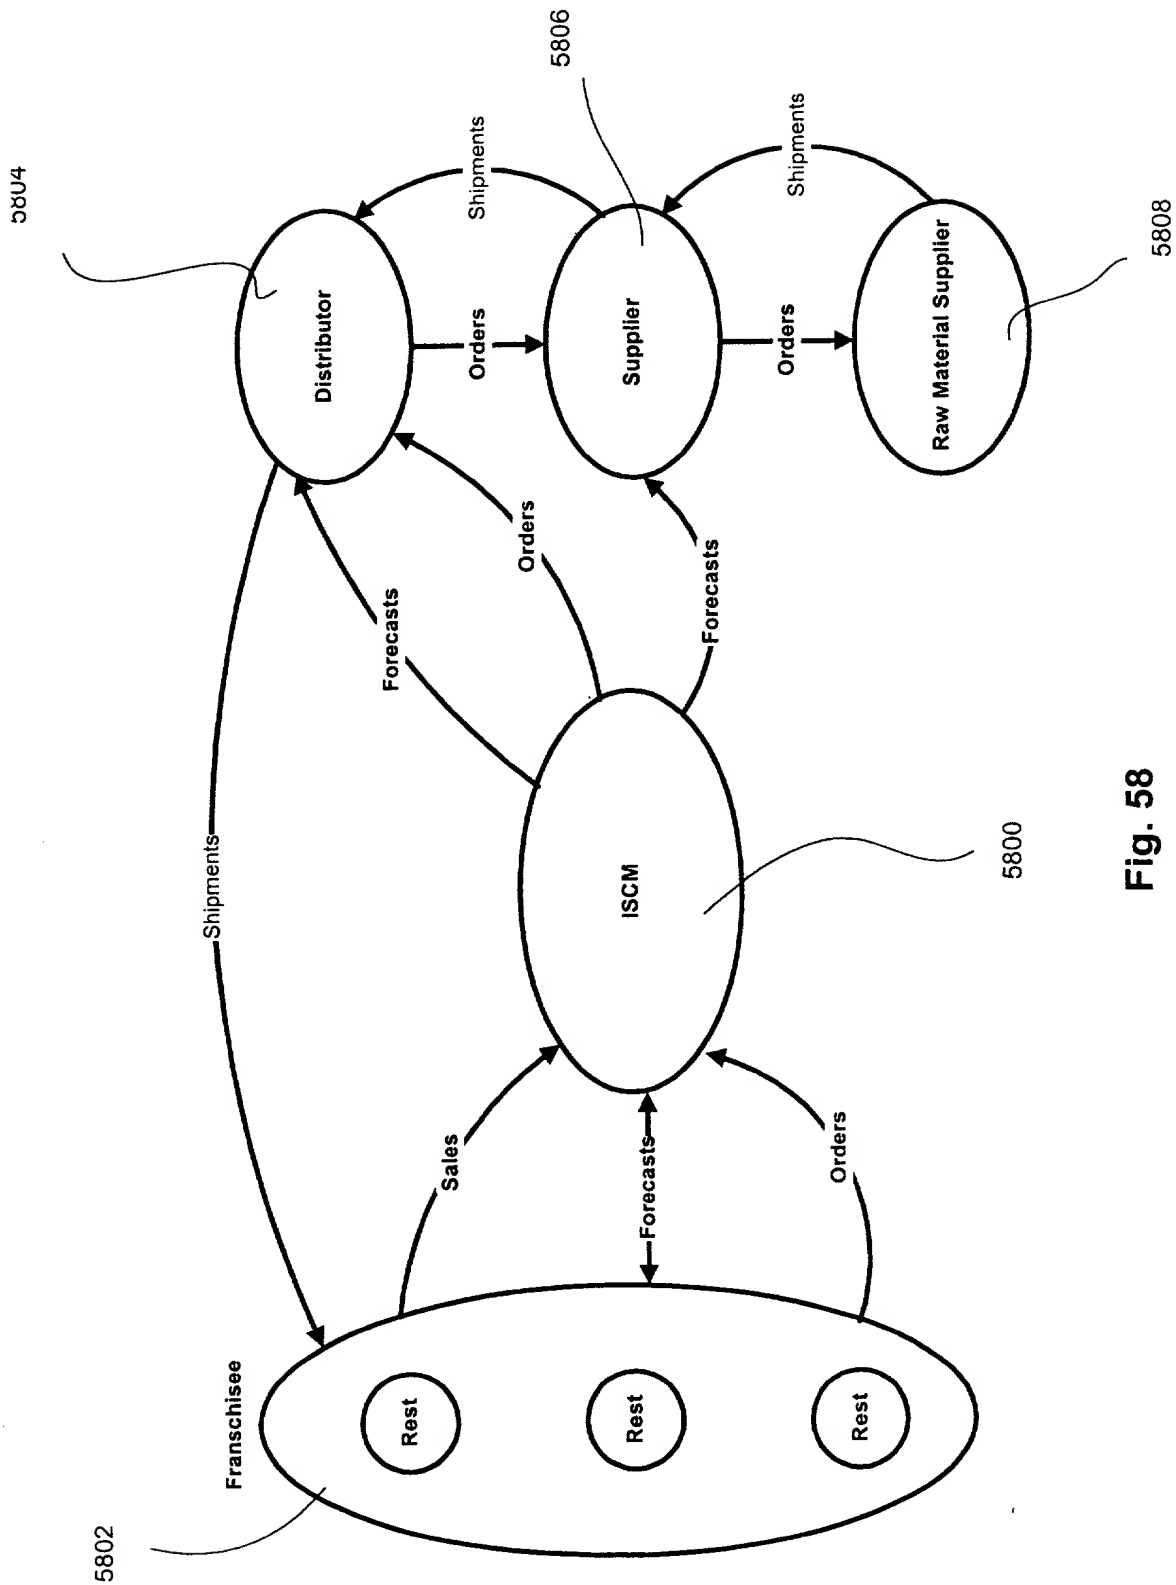 5804
5806
Shipments
Shipments
Distributor
Orders
Supplier
Orders
Raw Material Supplier
5808
Forecasts
Orders
Forecasts
Shipments
ISCM
5800
Sales
Forecasts
Orders
Franschisee
Rest
Rest
Rest
5802
Fig. 58